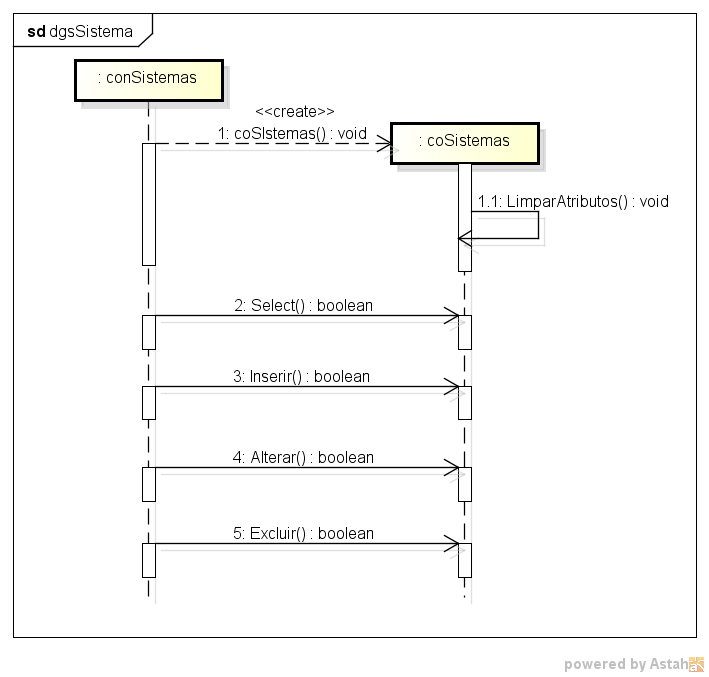 sd dgsSistema
: conSistemas
<<create>>
1: coSIstemas() : void
: coSistemas
1.1: LimparAtributos() : void
2: Select() : boolean
3: Inserir() : boolean
4: Alterar() : boolean
5: Excluir() : boolean
powered by Astah